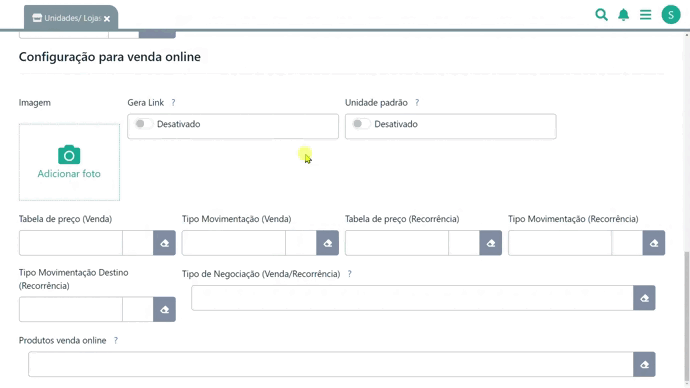 Unidades/ Lojas
S
Configuração para venda online
Imagem
Gera Link ?
Unidade padrão ?
Desativado
Desativado
Adicionar foto
Tabela de preço (Venda)
Tipo Movimentação (Venda)
Tabela de preço (Recorrência)
Tipo Movimentação (Recorrência)
Tipo Movimentação Destino
(Recorrência)
Tipo de Negociação (Venda/Recorrência) ?
Produtos venda online ?